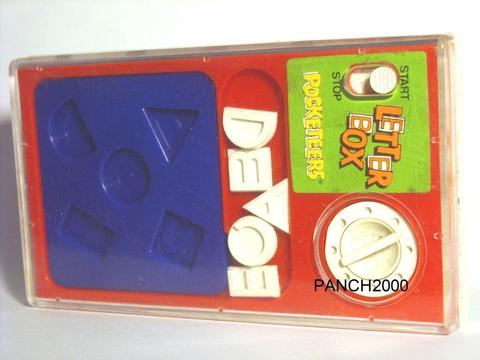 START
STOP
LETTER
BOX
POCKETEERS
D
A
C
E
PANCH2000